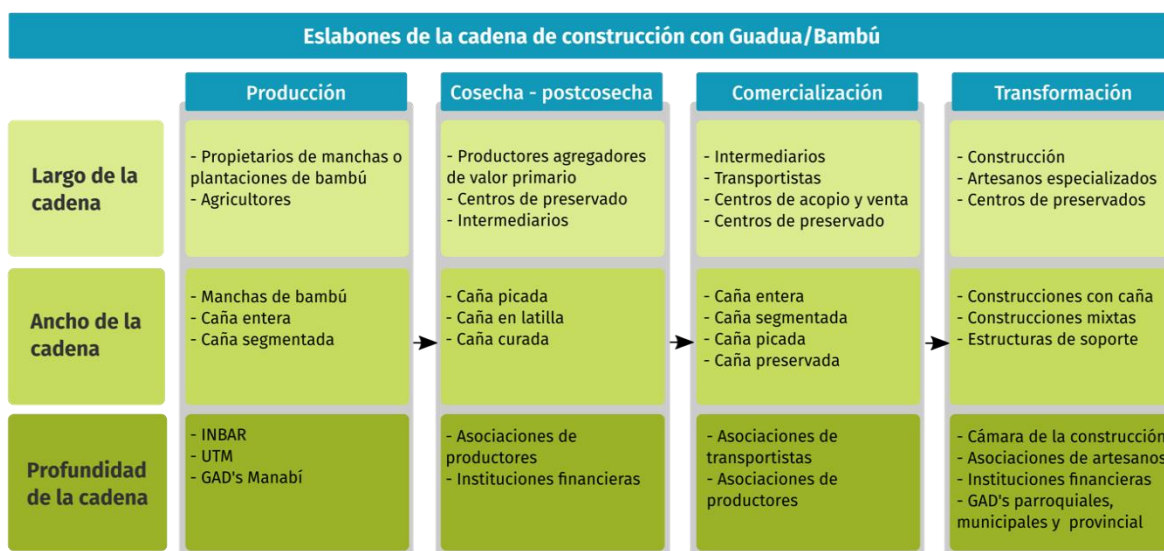 Eslabones de la cadena de construcción con Guadua/Bambú
Producción
Cosecha - postcosecha
Comercialización
Transformación
Largo de la
cadena
- Propietarios de manchas o
plantaciones de bambú
- Agricultores
- Productores agregadores
de valor primario
- Centros de preservado
- Intermediarios
- Intermediarios
- Transportistas
- Centros de acopio y venta
- Centros de preservado
- Construcción
- Artesanos especializados
- Centros de preservados
Ancho de la
cadena
- Manchas de bambú
- Caña entera
- Caña segmentada
- Caña picada
- Caña en latilla
- Caña curada
- Caña entera
- Caña segmentada
- Caña picada
- Caña preservada
- Construcciones con caña
- Construcciones mixtas
- Estructuras de soporte
Profundidad
de la cadena
- INBAR
- UTM
- GAD's Manabí
- Asociaciones de
productores
- Instituciones financieras
- Asociaciones de
transportistas
- Asociaciones de
productores
- Cámara de la construcción
- Asociaciones de artesanos
- Instituciones financieras
- GAD's parroquiales,
municipales y provincial